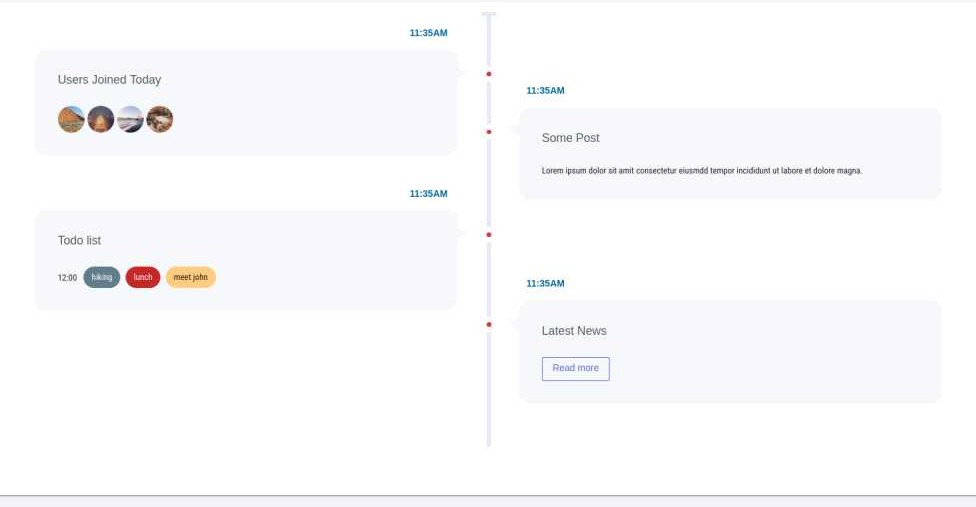 11:35AM
Users Joined Today
11:35AM
Some Post
Lorem ipsum dolor sit amit consectetur eiusmdd tempor incididunt ut labore et dolore magna.
11:35AM
Todo list
12:00 hiking lunch meet john
11:35AM
Latest News
Read more